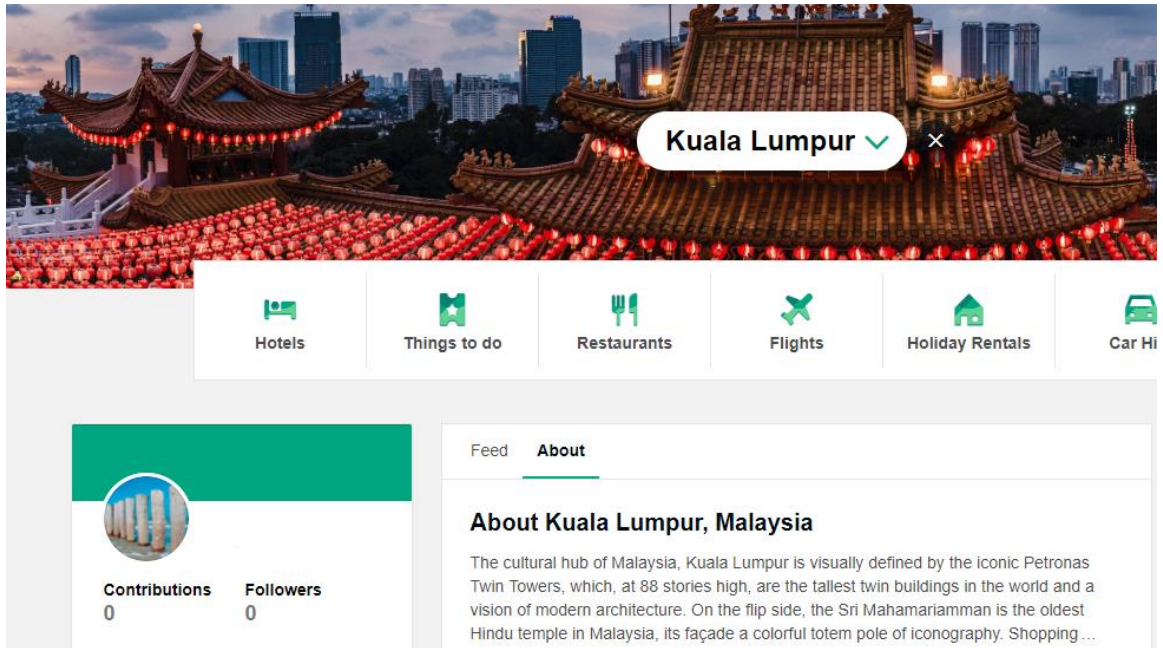 Kuala Lumpur
Hotels
Things to do
Restaurants
Flights
Holiday Rentals
Car Hi
Feed
About
Contributions
0
Followers
0
About Kuala Lumpur, Malaysia
The cultural hub of Malaysia, Kuala Lumpur is visually defined by the iconic Petronas
Twin Towers, which, at 88 stories high, are the tallest twin buildings in the world and a
vision of modern architecture. On the flip side, the Sri Mahamariamman is the oldest
Hindu temple in Malaysia, its façade a colorful totem pole of iconography. Shopping…